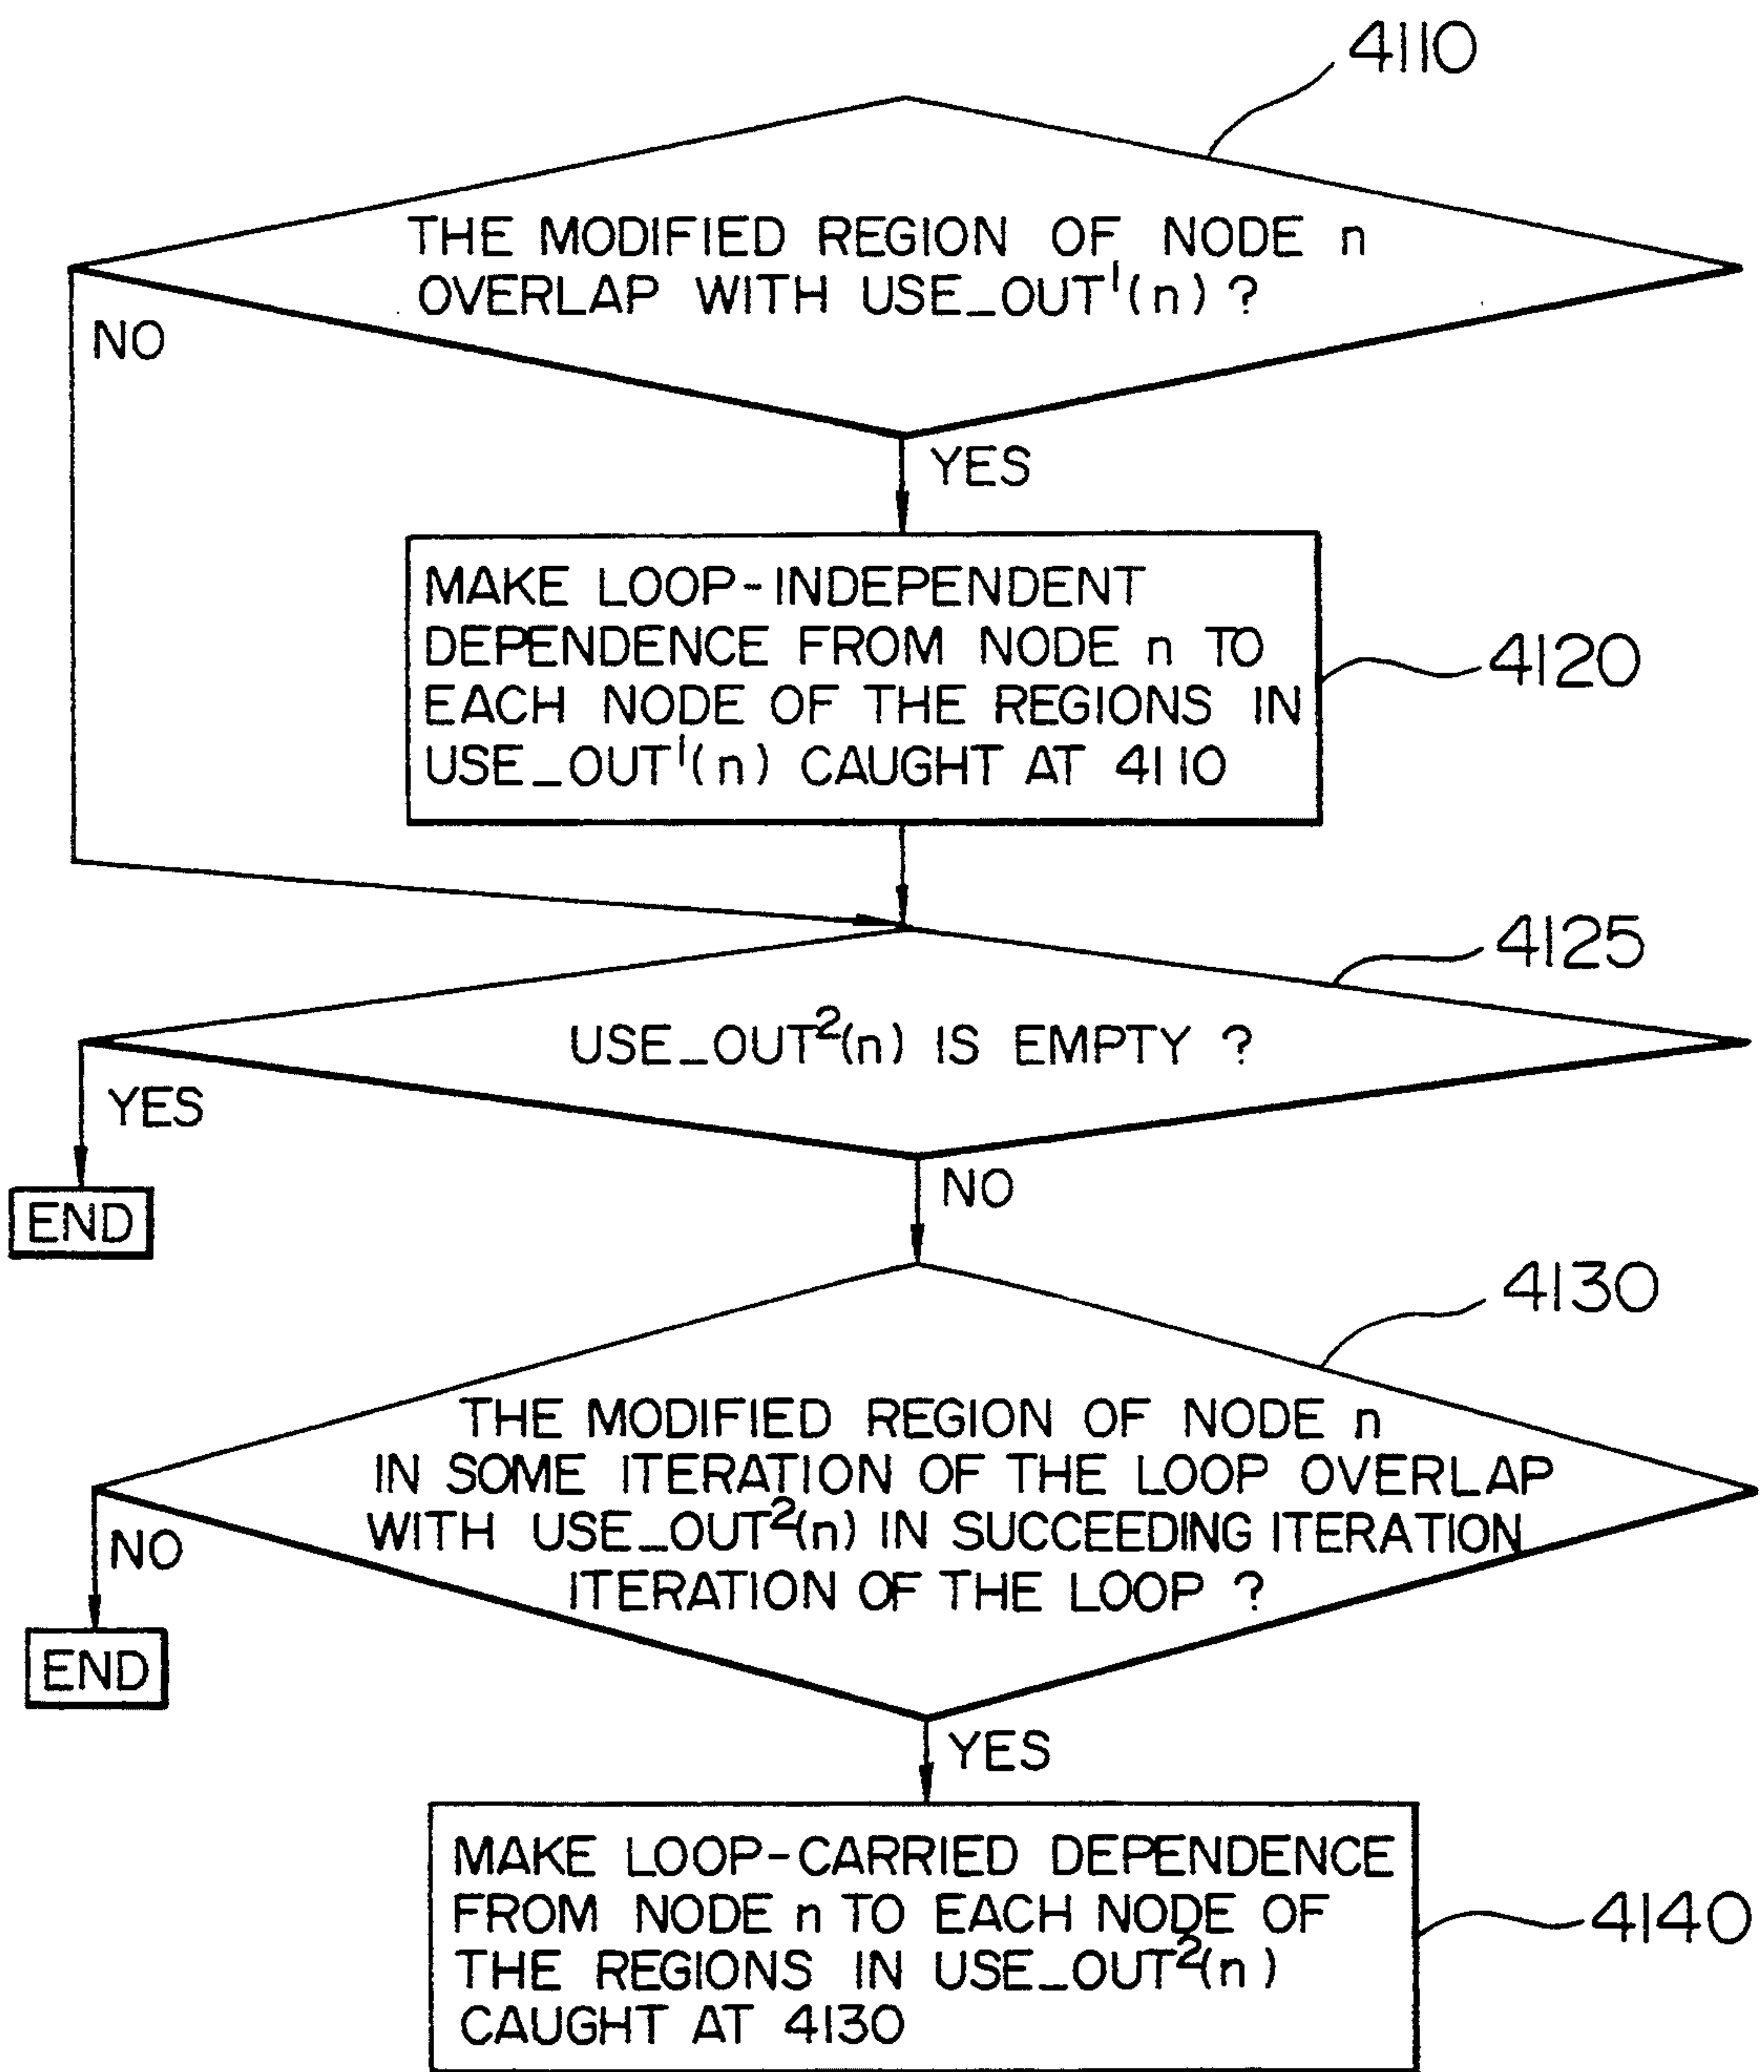 4110
THE MODIFIED REGION OF NODE n
OVERLAP WITH USE_OUT¹(n) ?
NO
YES
MAKE LOOP-INDEPENDENT
DEPENDENCE FROM NODE n TO
EACH NODE OF THE REGIONS IN
USE_OUT¹(n) CAUGHT AT 4110
4120
4125
USE_OUT²(n) IS EMPTY ?
YES
NO
END
4130
THE MODIFIED REGION OF NODE n
IN SOME ITERATION OF THE LOOP OVERLAP
WITH USE_OUT²(n) IN SUCCEEDING ITERATION
ITERATION OF THE LOOP ?
NO
END
YES
MAKE LOOP-CARRIED DEPENDENCE
FROM NODE n TO EACH NODE OF
THE REGIONS IN USE_OUT²(n)
CAUGHT AT 4130
4140